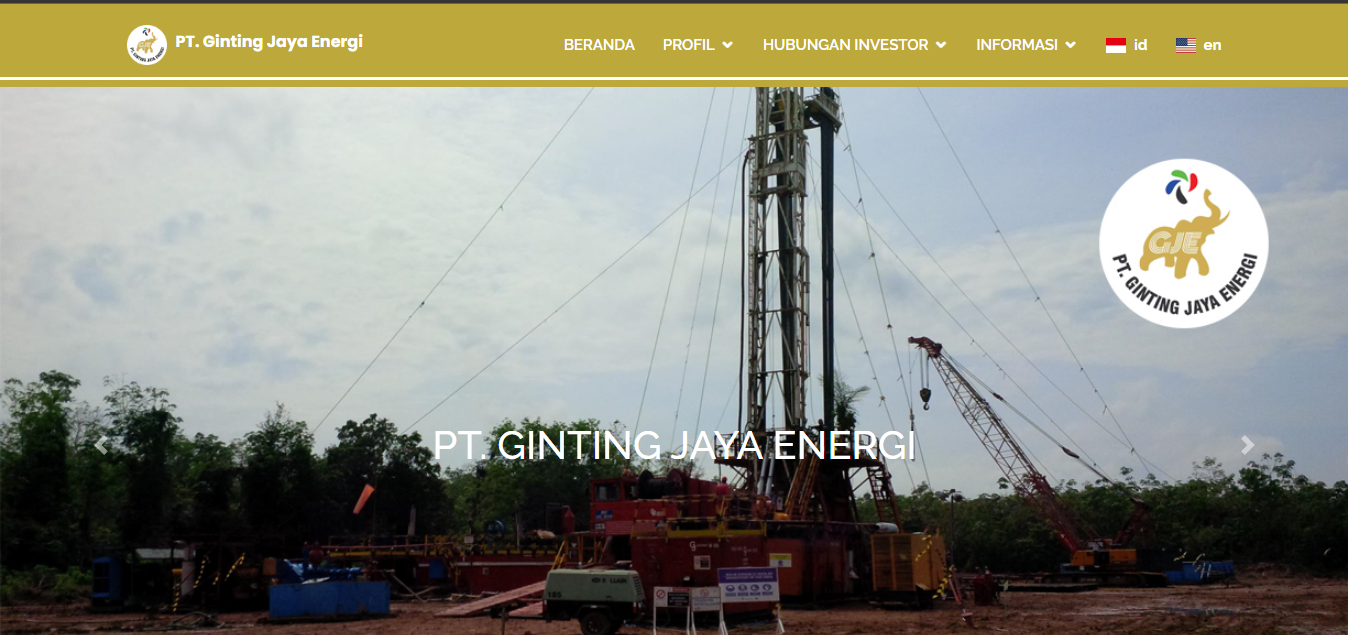 PT. Ginting Jaya Energi
BERANDA
PROFIL
HUBUNGAN INVESTOR
INFORMASI
id
en
GJE
PT. GINTING JAYA ENERGI
PT. GINTING JAYA ENERGI